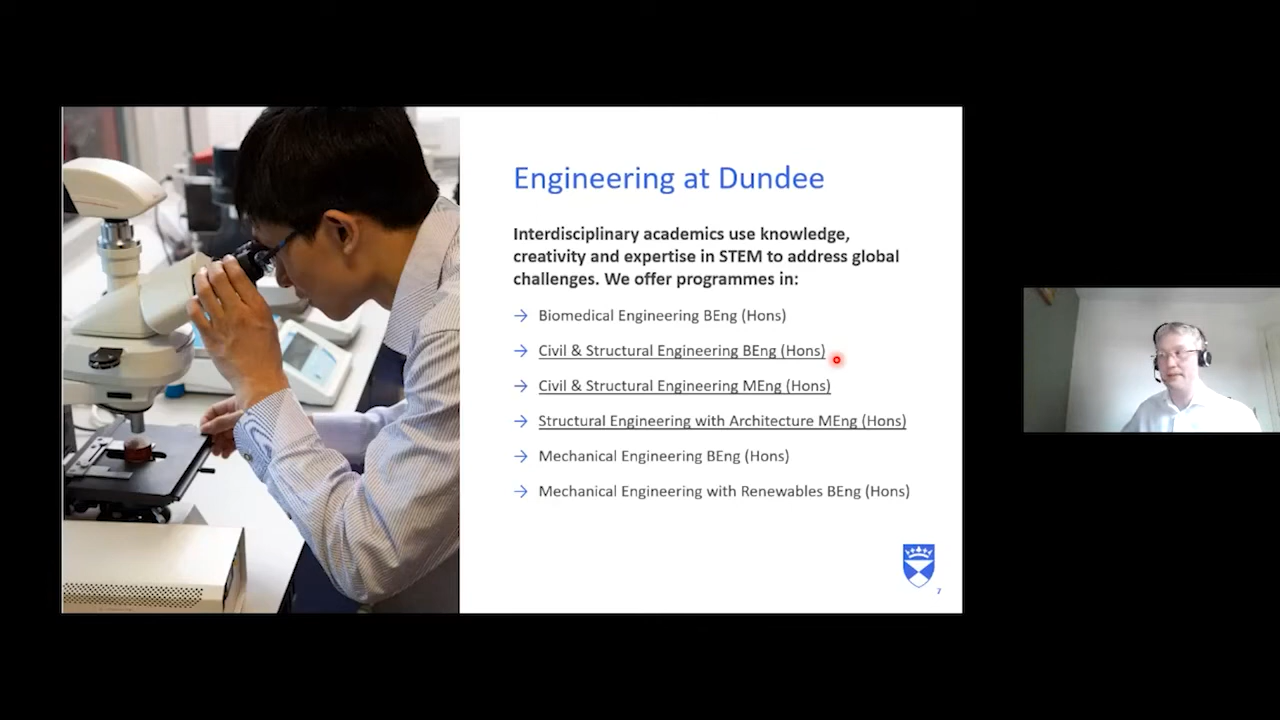 Engineering at Dundee
Interdisciplinary academics use knowledge,
creativity and expertise in STEM to address global
challenges. We offer programmes in:
→ Biomedical Engineering BEng (Hons)
→ Civil & Structural Engineering BEng (Hons)
→ Civil & Structural Engineering MEng (Hons)
→ Structural Engineering with Architecture MEng (Hons)
→ Mechanical Engineering BEng (Hons)
→ Mechanical Engineering with Renewables BEng (Hons)
7